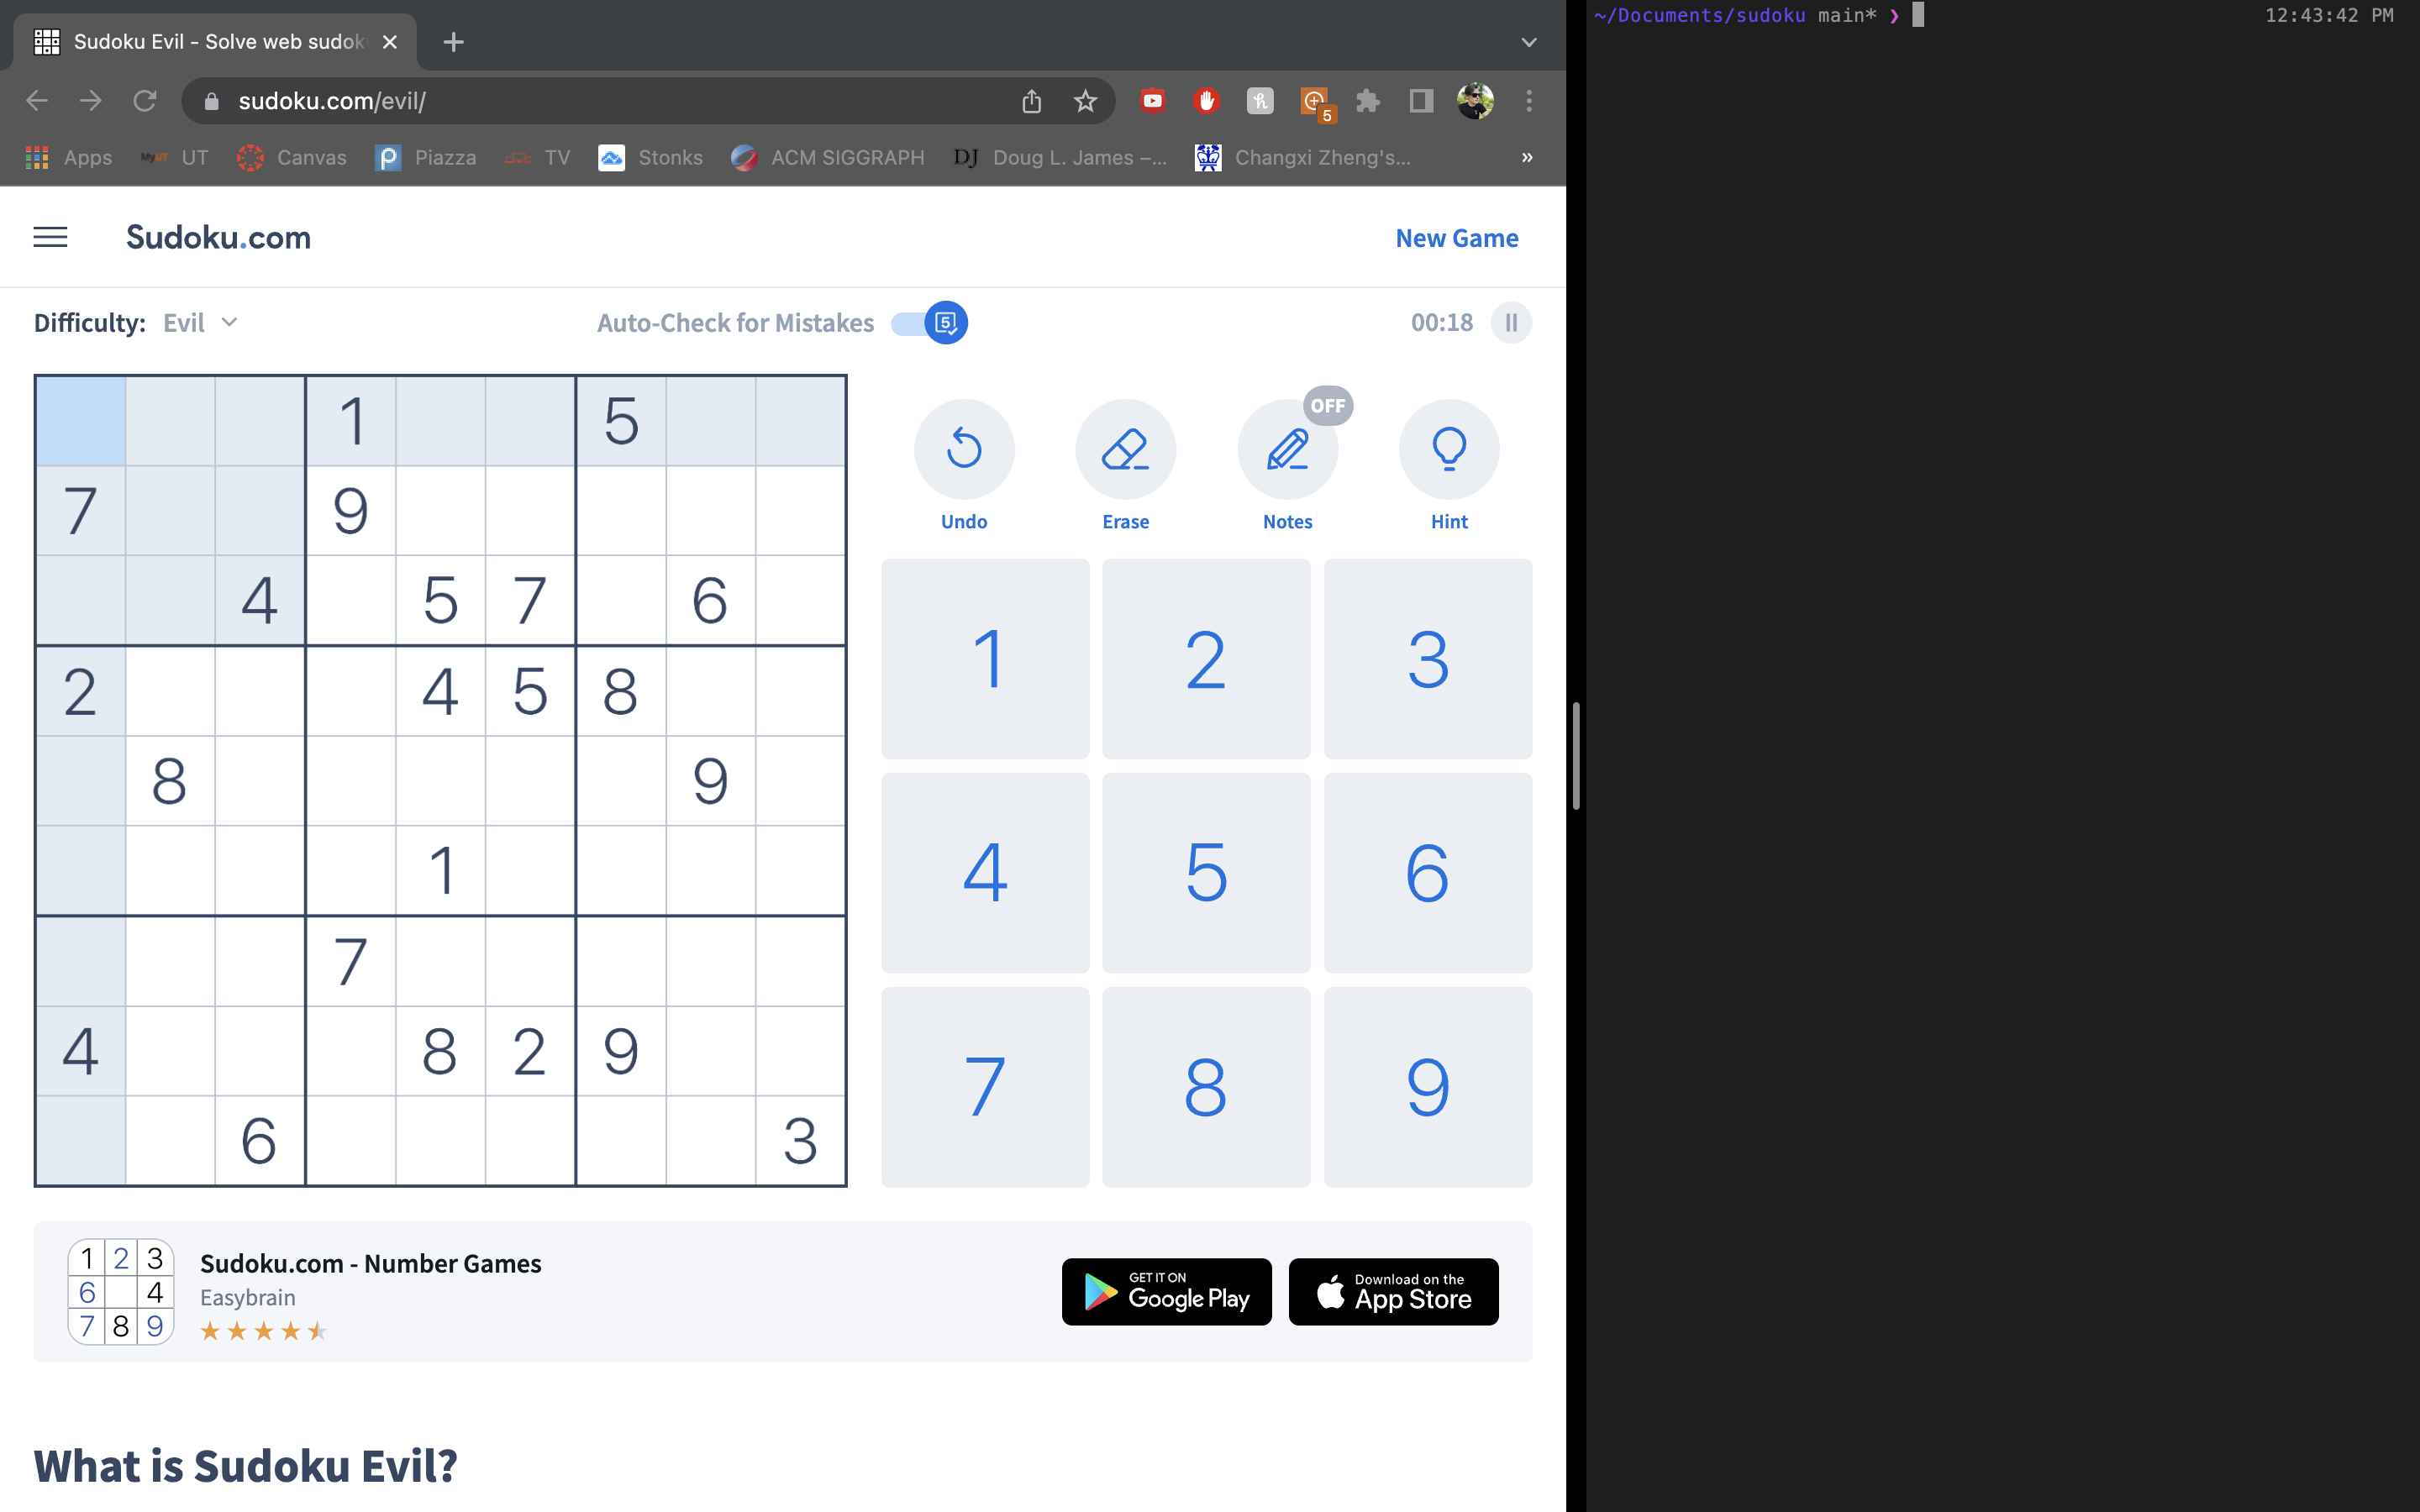 Sudoku Evil - Solve web sudok
~/Documents/sudoku main* ❯ 12:43:42 PM
sudoku.com/evil/
5
Apps MyUT UT Canvas Piazza TV Stonks DJ ACM SIGGRAPH Doug L. James –... Changxi Zheng's... »
Sudoku.com New Game
Difficulty: Evil Auto-Check for Mistakes 5 00:18
1 5
7 9
4 5 7 6
2 4 5 8
8 9
1
7
4 8 2 9
6 3
OFF
Undo Erase Notes Hint
1 2 3
4 5 6
7 8 9
1 2 3
6 4
7 8 9
Sudoku.com - Number Games
Easybrain
GET IT ON
Google Play
Download on the
App Store
What is Sudoku Evil?